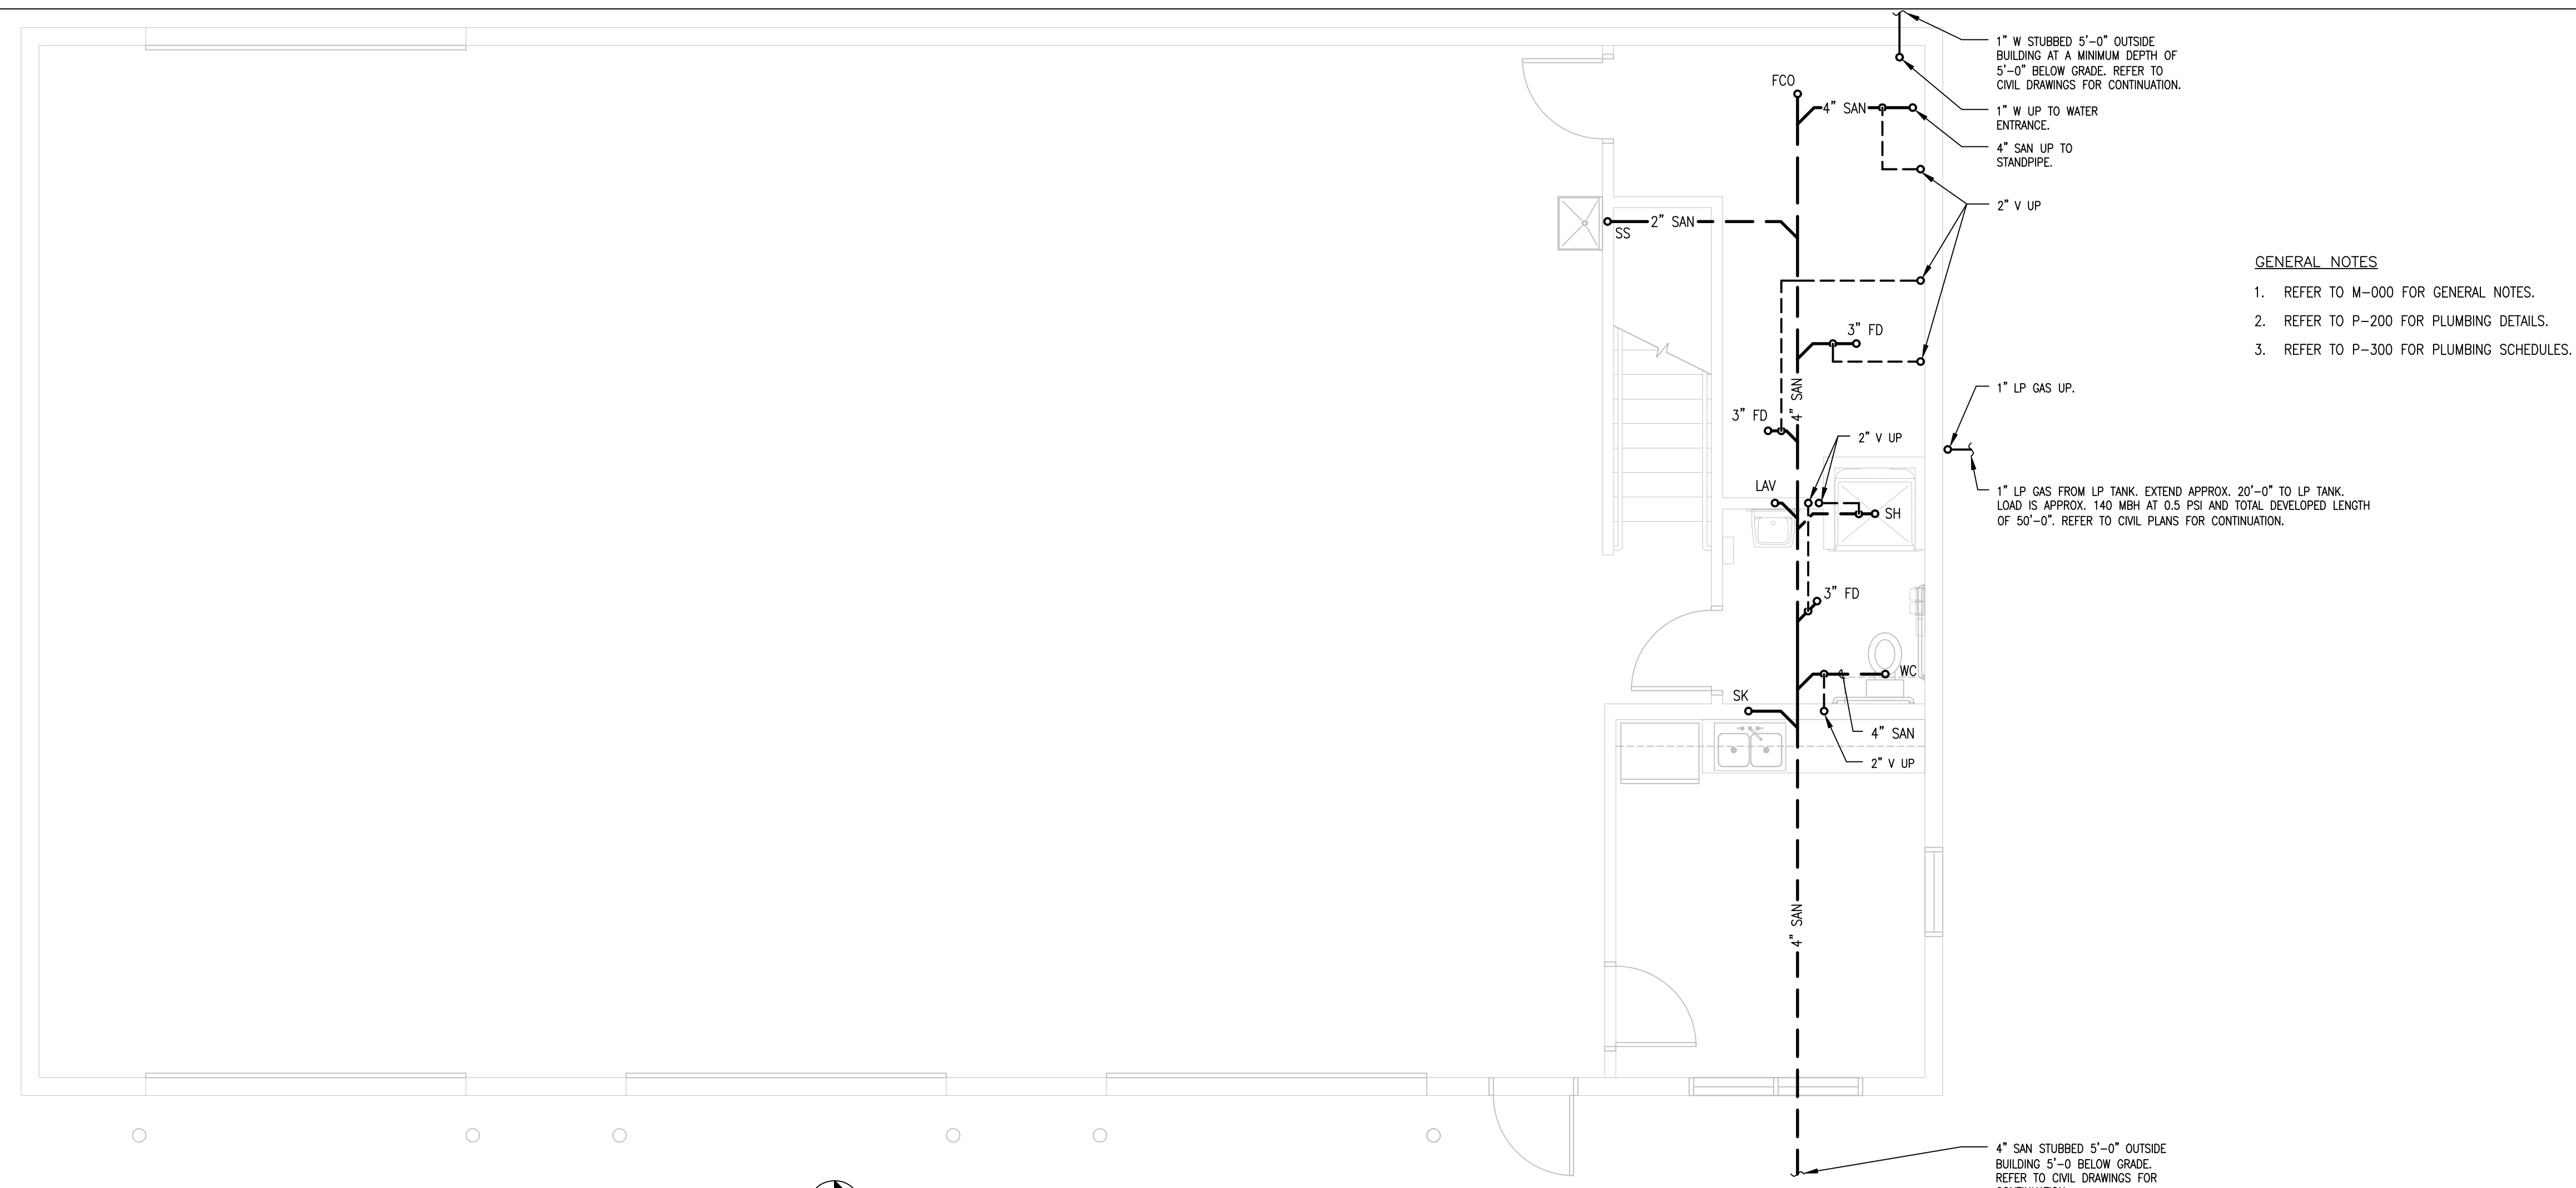 1" W STUBBED 5'-0" OUTSIDE
BUILDING AT A MINIMUM DEPTH OF
5'-0" BELOW GRADE. REFER TO
CIVIL DRAWINGS FOR CONTINUATION.
FCO
4" SAN
1" W UP TO WATER
ENTRANCE.
4" SAN UP TO
STANDPIPE.
2" V UP
2" SAN
SS
GENERAL NOTES
1. REFER TO M-000 FOR GENERAL NOTES.
2. REFER TO P-200 FOR PLUMBING DETAILS.
3. REFER TO P-300 FOR PLUMBING SCHEDULES.
3" FD
4" SAN
1" LP GAS UP.
3" FD
2" V UP
LAV
SH
1" LP GAS FROM LP TANK. EXTEND APPROX. 20'-0" TO LP TANK.
LOAD IS APPROX. 140 MBH AT 0.5 PSI AND TOTAL DEVELOPED LENGTH
OF 50'-0". REFER TO CIVIL PLANS FOR CONTINUATION.
3" FD
WC
SK
4" SAN
2" V UP
4" SAN
4" SAN STUBBED 5'-0" OUTSIDE
BUILDING 5'-0 BELOW GRADE.
REFER TO CIVIL DRAWINGS FOR